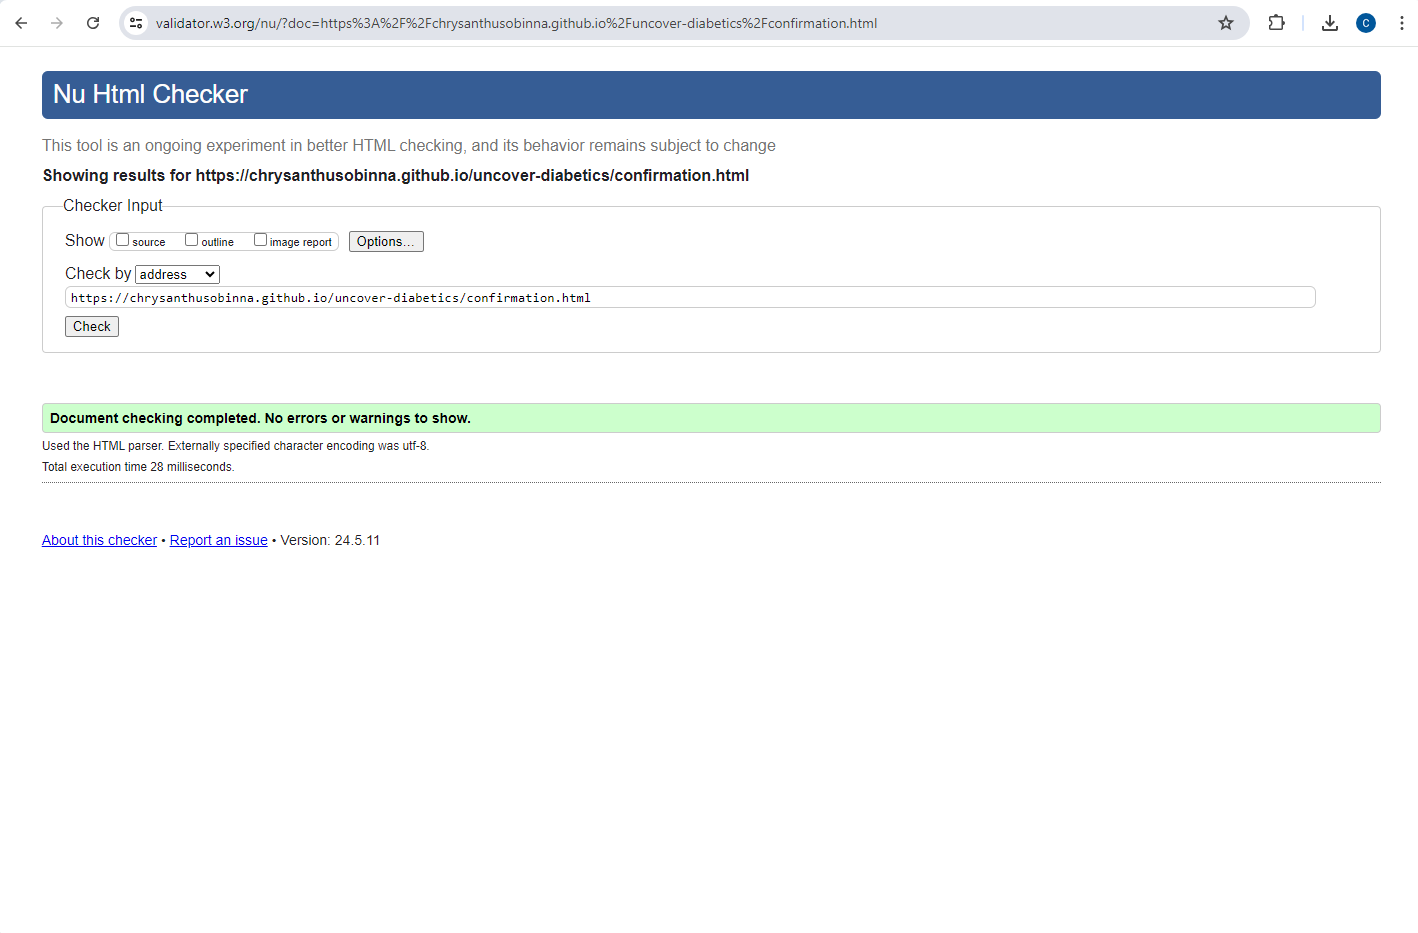 validator.w3.org/nu/?doc=https%3A%2F%2Fchrysanthusobinna.github.io%2Funcover-diabetics%2Fconfirmation.html
C
Nu Html Checker
This tool is an ongoing experiment in better HTML checking, and its behavior remains subject to change
Showing results for https://chrysanthusobinna.github.io/uncover-diabetics/confirmation.html
Checker Input
Show source outline image report Options...
Check by address
https://chrysanthusobinna.github.io/uncover-diabetics/confirmation.html
Check
Document checking completed. No errors or warnings to show.
Used the HTML parser. Externally specified character encoding was utf-8.
Total execution time 28 milliseconds.
About this checker • Report an issue • Version: 24.5.11